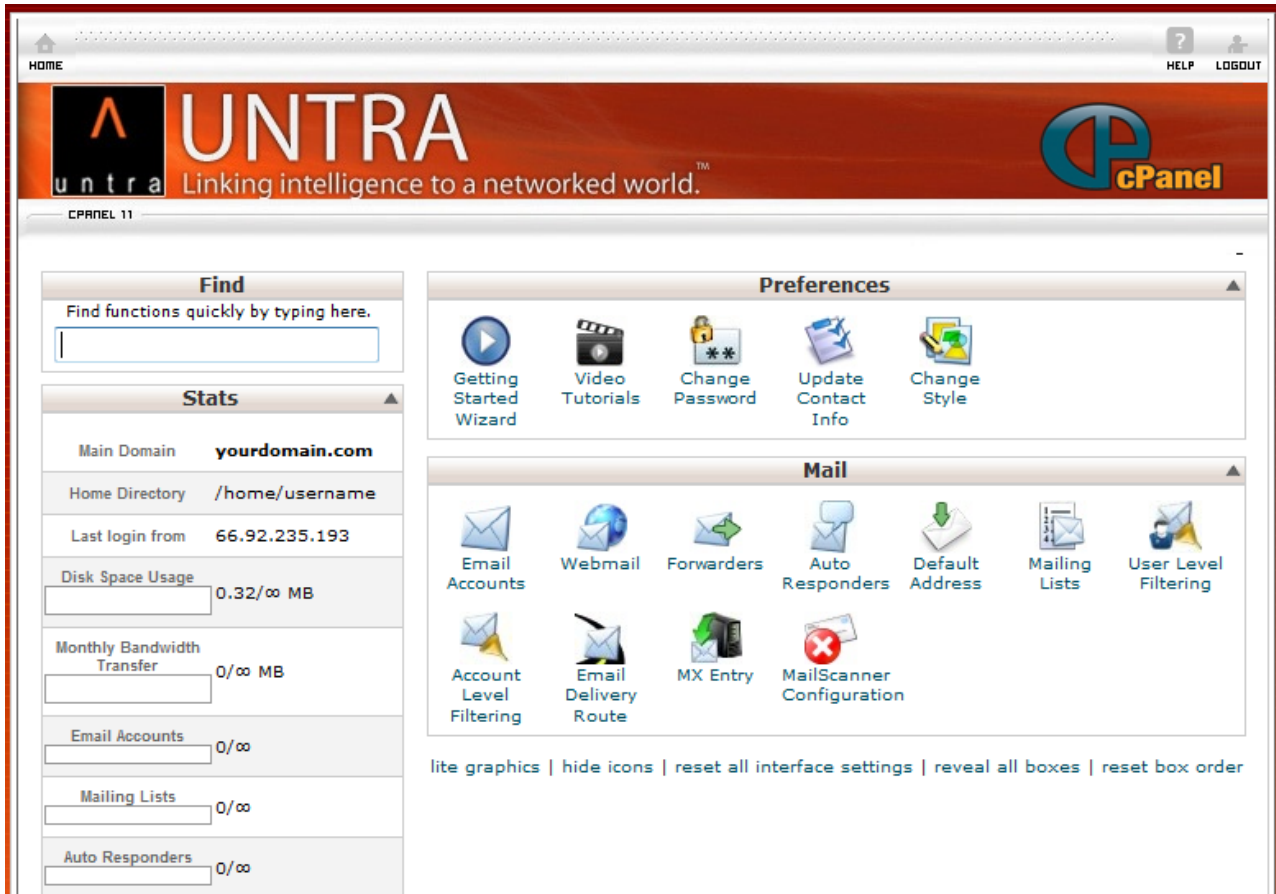 HOME
HELP LOGOUT
untra
UNTRA
Linking intelligence to a networked world.™
cPanel
CPANEL 11
-
Find
Find functions quickly by typing here.
Stats
Main Domain yourdomain.com
Home Directory /home/username
Last login from 66.92.235.193
Disk Space Usage
0.32/∞ MB
Monthly Bandwidth
Transfer
0/∞ MB
Email Accounts
0/∞
Mailing Lists
0/∞
Auto Responders
0/∞
Preferences
Getting Started Wizard
Video Tutorials
Change Password
Update Contact Info
Change Style
Mail
Email Accounts
Webmail
Forwarders
Auto Responders
Default Address
Mailing Lists
User Level Filtering
Account Level Filtering
Email Delivery Route
MX Entry
MailScanner Configuration
lite graphics | hide icons | reset all interface settings | reveal all boxes | reset box order